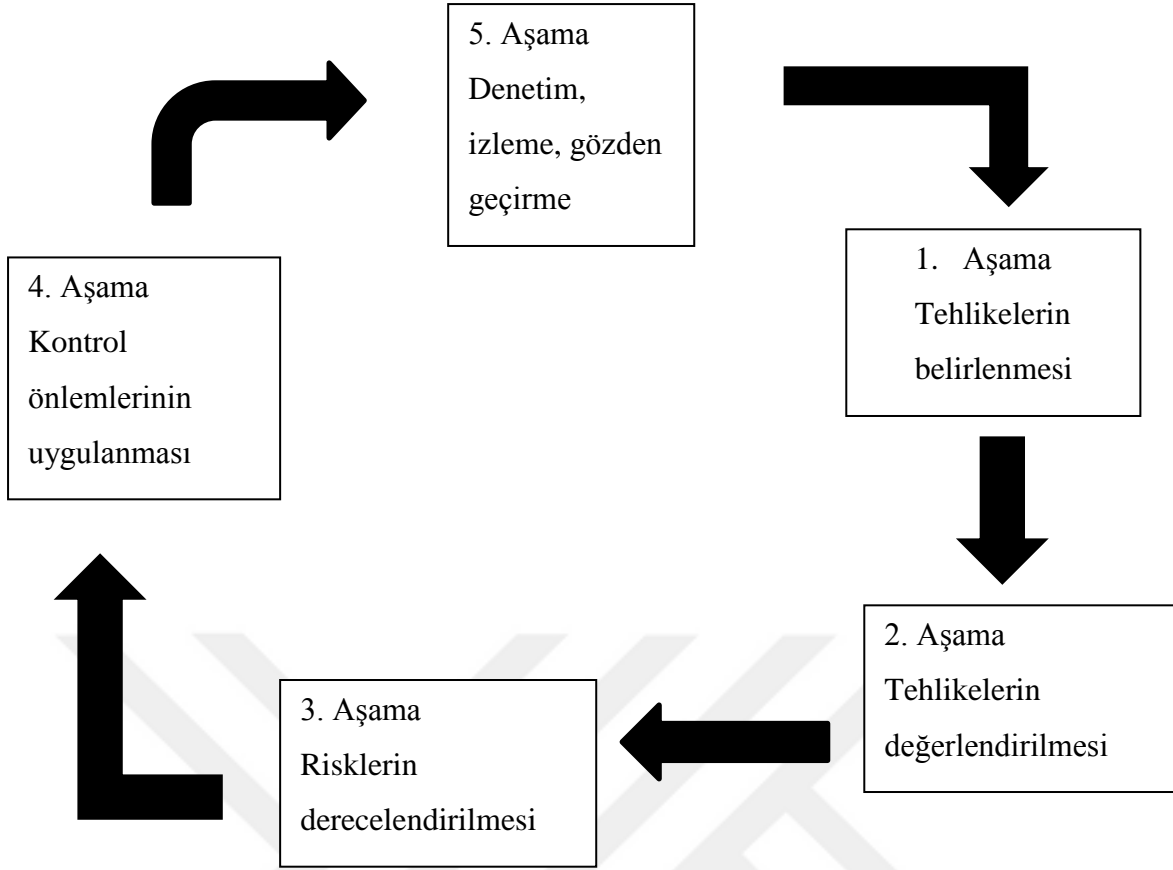 5. Aşama
Denetim,
izleme, gözden
geçirme
1. Aşama
Tehlikelerin
belirlenmesi
4. Aşama
Kontrol
önlemlerinin
uygulanması
2. Aşama
Tehlikelerin
değerlendirilmesi
3. Aşama
Risklerin
derecelendirilmesi